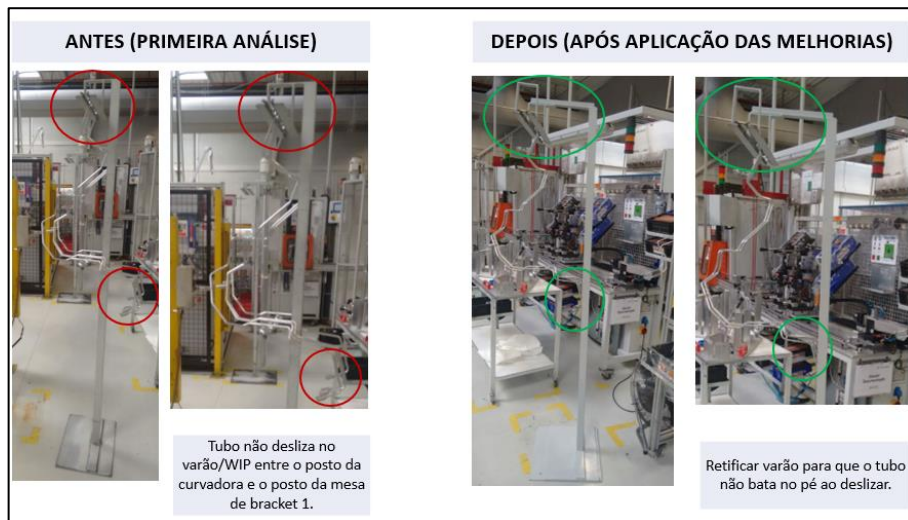 ANTES (PRIMEIRA ANÁLISE)
DEPOIS (APÓS APLICAÇÃO DAS MELHORIAS)
Tubo não desliza no
varão/WIP entre o posto da
curvadora e o posto da mesa
de bracket 1.
Retificar varão para que o tubo
não bata no pé ao deslizar.